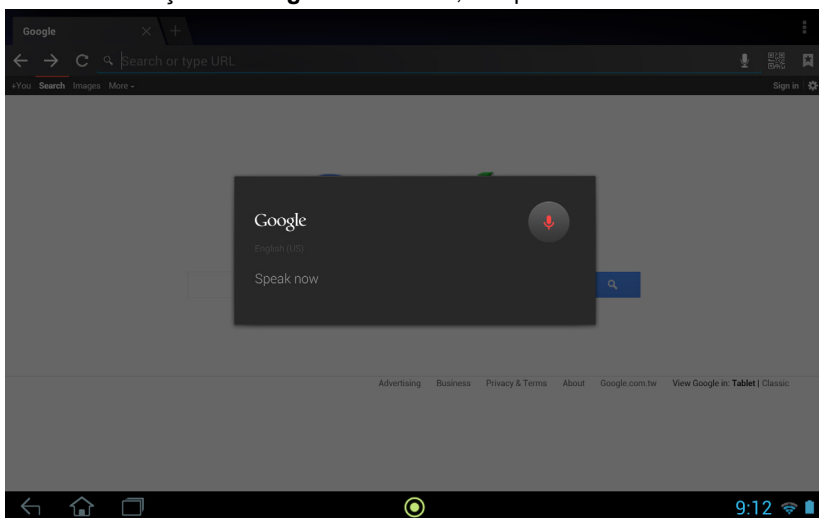 Google
Search or type URL
+You Search Images More
Sign in
Google
English (US)
Speak now
Advertising Business Privacy & Terms About Google.com.tw View Google in: Tablet | Classic
9:12